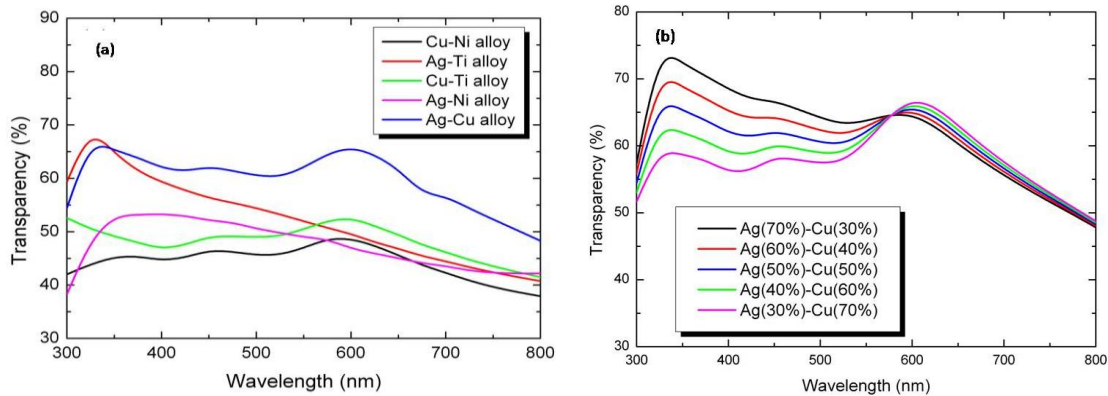 (a)
Cu-Ni alloy
Ag-Ti alloy
Cu-Ti alloy
Ag-Ni alloy
Ag-Cu alloy
Transparency (%)
90
80
70
60
50
40
30
300 400 500 600 700 800
Wavelength (nm)
(b)
Ag(70%)-Cu(30%)
Ag(60%)-Cu(40%)
Ag(50%)-Cu(50%)
Ag(40%)-Cu(60%)
Ag(30%)-Cu(70%)
Transparency (%)
80
70
60
50
40
30
300 400 500 600 700 800
Wavelength (nm)